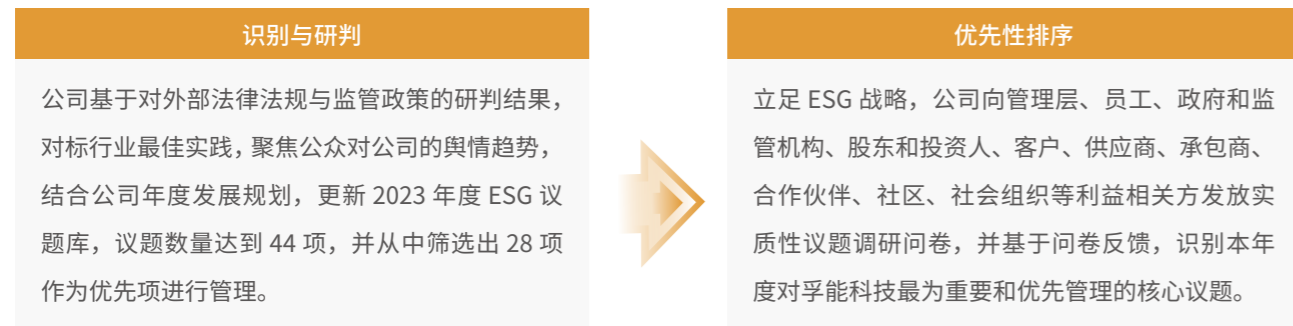 识别与研判
公司基于对外部法律法规与监管政策的研判结果，
对标行业最佳实践，聚焦公众对公司的舆情趋势，
结合公司年度发展规划，更新 2023 年度 ESG 议
题库，议题数量达到 44 项，并从中筛选出 28 项
作为优先项进行管理。
优先性排序
立足 ESG 战略，公司向管理层、员工、政府和监
管机构、股东和投资人、客户、供应商、承包商、
合作伙伴、社区、社会组织等利益相关方发放实
质性议题调研问卷，并基于问卷反馈，识别本年
度对孚能科技最为重要和优先管理的核心议题。